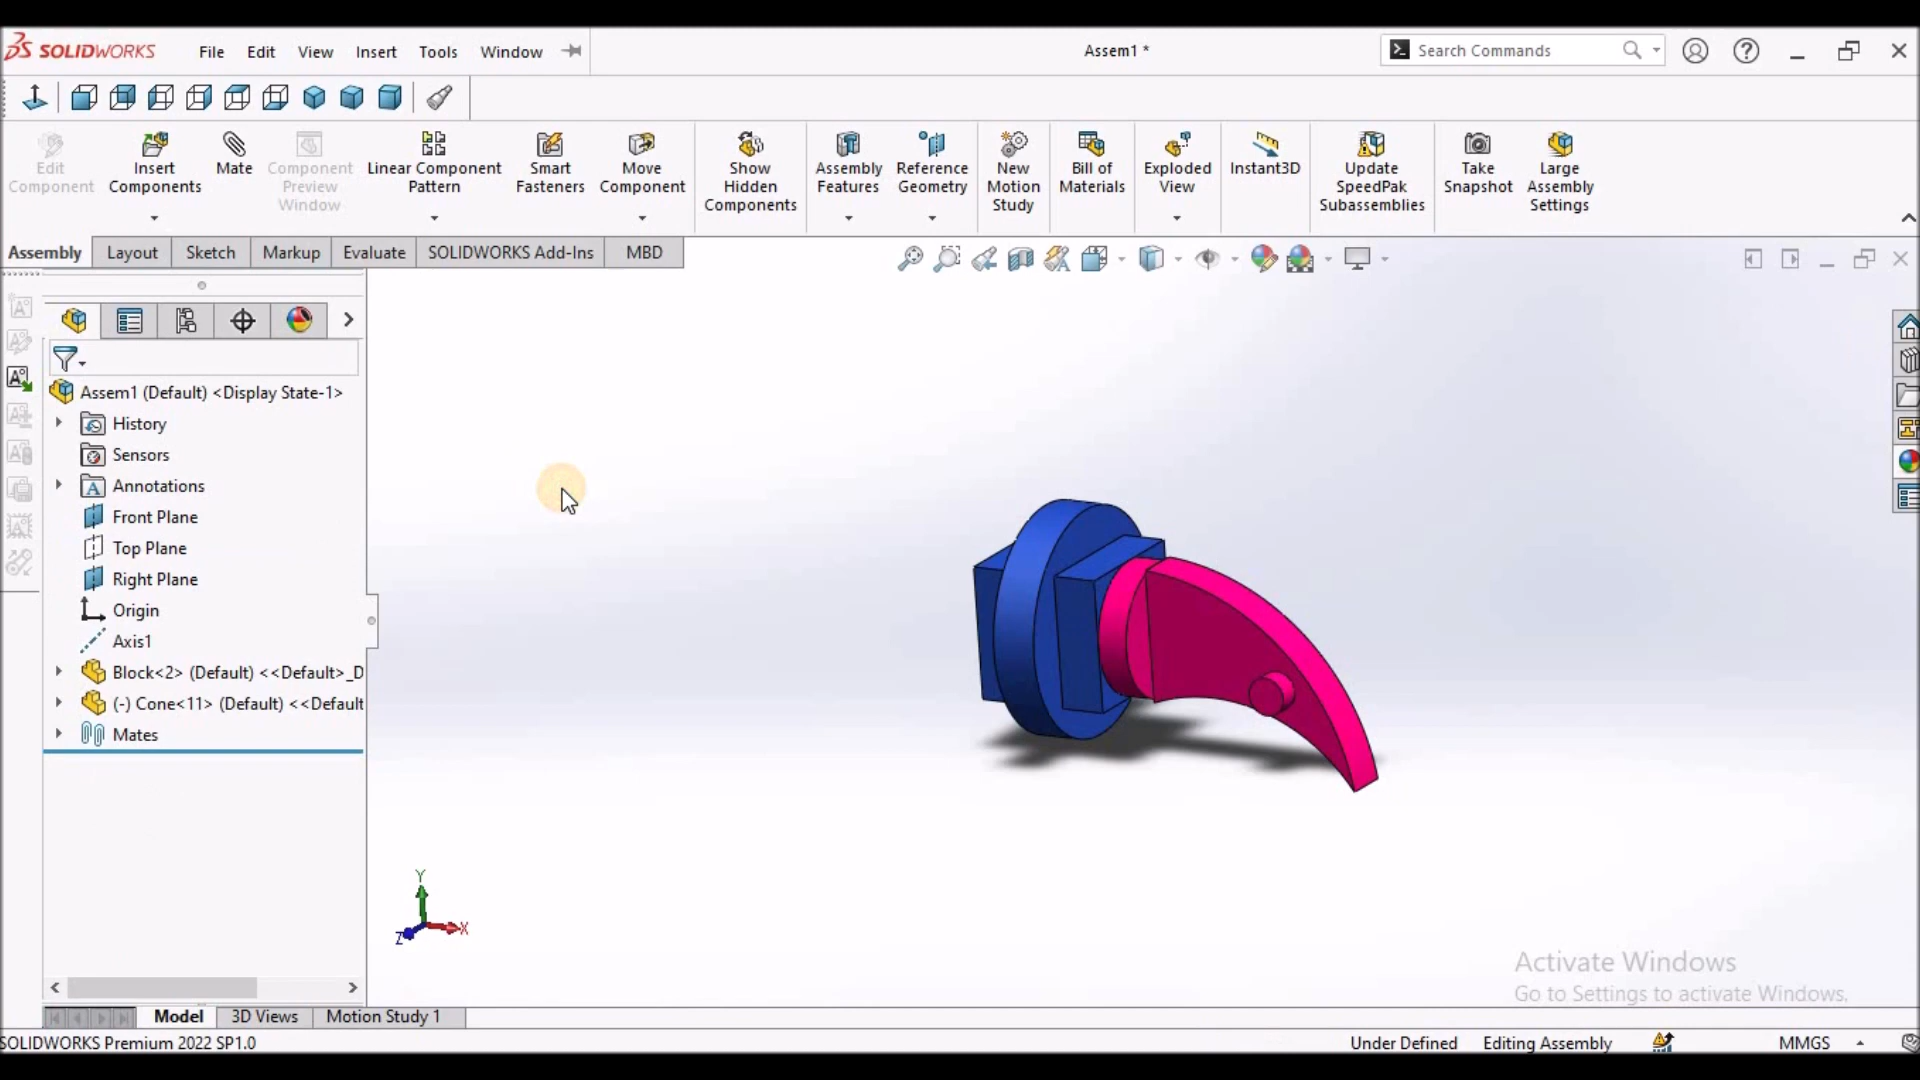 SOLIDWORKS
File Edit View Insert Tools Window
Assem1 *
Search Commands
Edit Component
Insert Components
Mate
Component Preview Window
Linear Component Pattern
Smart Fasteners
Move Component
Show Hidden Components
Assembly Features
Reference Geometry
New Motion Study
Bill of Materials
Exploded View
Instant3D
Update SpeedPak Subassemblies
Take Snapshot
Large Assembly Settings
Assembly Layout Sketch Markup Evaluate SOLIDWORKS Add-Ins MBD
Assem1 (Default) <Display State-1>
History
Sensors
Annotations
Front Plane
Top Plane
Right Plane
Origin
Axis1
Block<2> (Default) <<Default>_D
(-) Cone<11> (Default) <<Default
Mates
Y
X
Z
Activate Windows
Go to Settings to activate Windows.
Model 3D Views Motion Study 1
SOLIDWORKS Premium 2022 SP1.0
Under Defined Editing Assembly MMGS